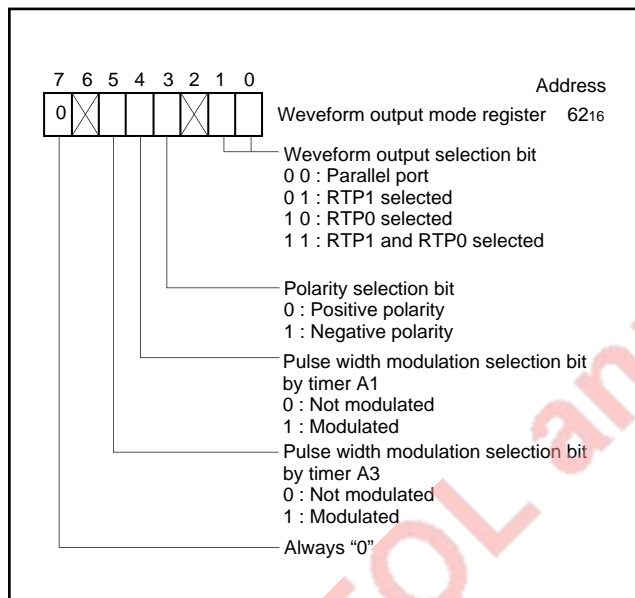 7 6 5 4 3 2 1 0
Address
0 Weveform output mode register 62₁₆
Weveform output selection bit
0 0 : Parallel port
0 1 : RTP1 selected
1 0 : RTP0 selected
1 1 : RTP1 and RTP0 selected
Polarity selection bit
0 : Positive polarity
1 : Negative polarity
Pulse width modulation selection bit
by timer A1
0 : Not modulated
1 : Modulated
Pulse width modulation selection bit
by timer A3
0 : Not modulated
1 : Modulated
Always “0”